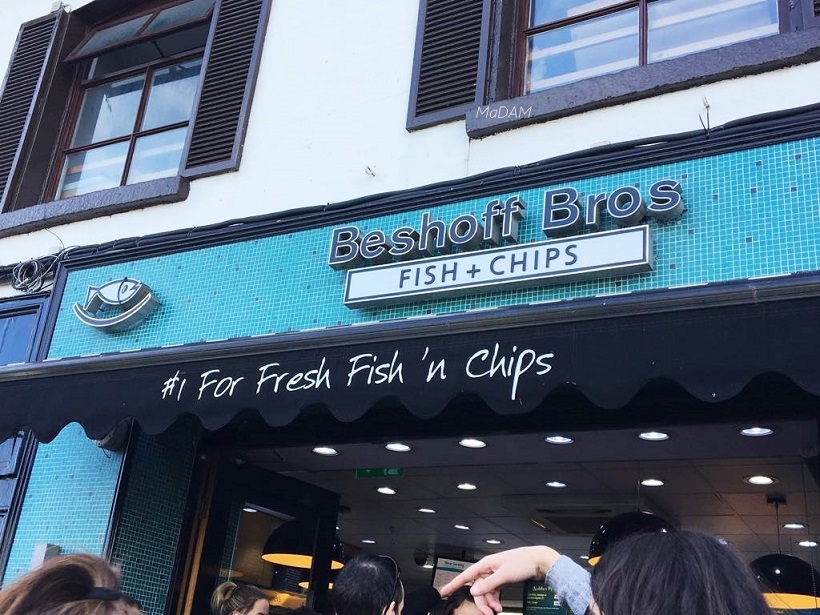 MaDAM
Beshoff Bros
FISH + CHIPS
#1 For Fresh Fish 'n Chips